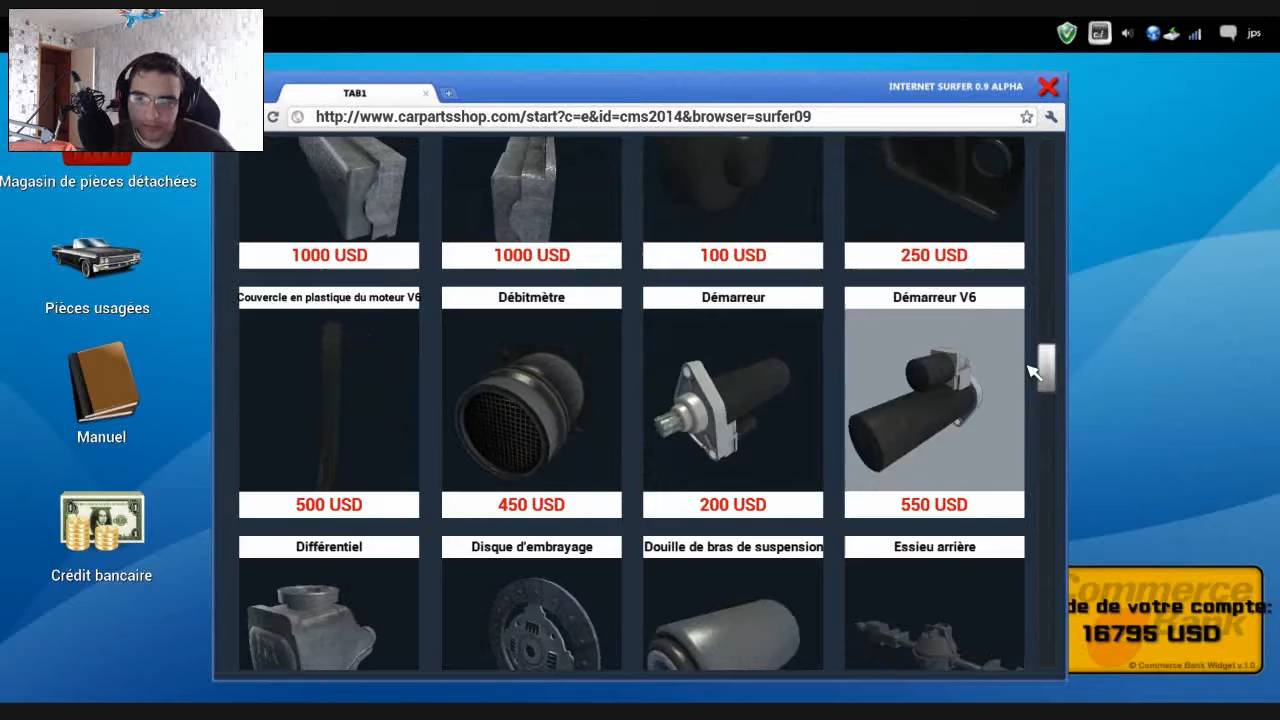 jps
TAB1
INTERNET SURFER 0.9 ALPHA
http://www.carpartsshop.com/start?c=e&id=cms2014&browser=surfer09
Magasin de pièces détachées
Pièces usagées
Manuel
Crédit bancaire
1000 USD
1000 USD
100 USD
250 USD
Couvercle en plastique du moteur V6
Débitmètre
Démarreur
Démarreur V6
500 USD
450 USD
200 USD
550 USD
Différentiel
Disque d'embrayage
Douille de bras de suspension
Essieu arrière
Commerce
Bank
de de votre compte:
16795 USD
© Commerce Bank Widget v.1.0.